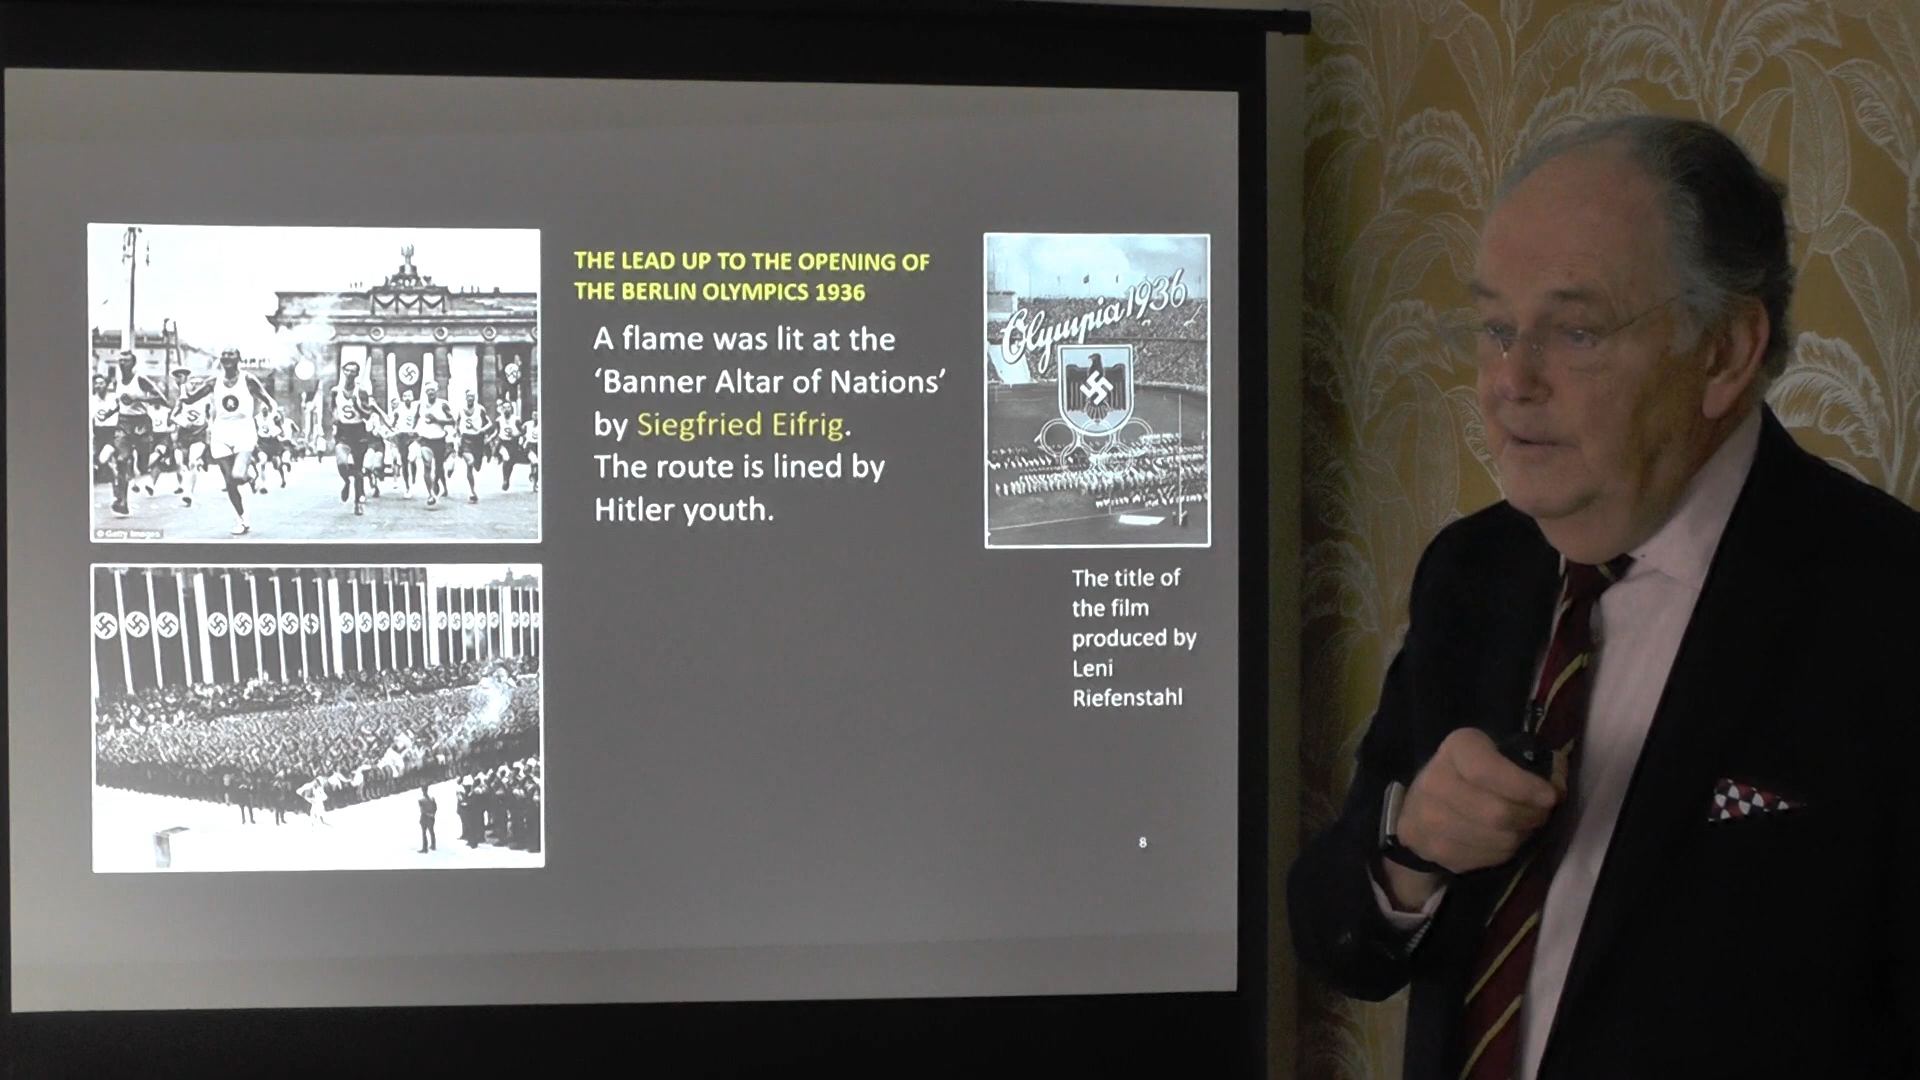 THE LEAD UP TO THE OPENING OF
THE BERLIN OLYMPICS 1936
A flame was lit at the
‘Banner Altar of Nations’
by Siegfried Eifrig.
The route is lined by
Hitler youth.
© Getty Images
Olympia 1936
The title of
the film
produced by
Leni
Riefenstahl
8